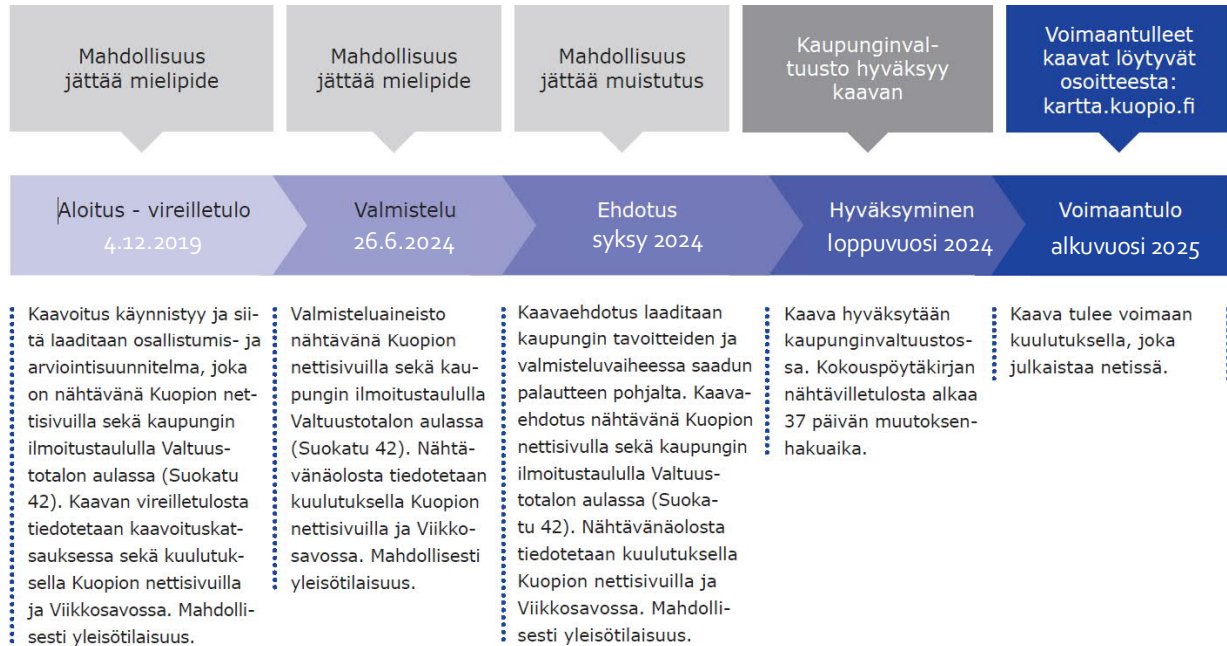 Mahdollisuus
jättää mielipide
Mahdollisuus
jättää mielipide
Mahdollisuus
jättää muistutus
Kaupunginval-
tuusto hyväksyy
kaavan
Voimaantulleet
kaavat löytyvät
osoitteesta:
kartta.kuopio.fi
Aloitus - vireilletulo
4.12.2019
Valmistelu
26.6.2024
Ehdotus
syksy 2024
Hyväksyminen
loppuvuosi 2024
Voimaantulo
alkuvuosi 2025
Kaavoitus käynnistyy ja sii-
tä laaditaan osallistumis- ja
arviointisuunnitelma, joka
on nähtävänä Kuopion net-
tisivuilla sekä kaupungin
ilmoitustaululla Valtuus-
totalon aulassa (Suokatu
42). Kaavan vireilletulosta
tiedotetaan kaavoituskat-
sauksessa sekä kuulutuk-
sella Kuopion nettisivuilla
ja Viikkosavossa. Mahdolli-
sesti yleisötilaisuus.
Valmisteluaineisto
nähtävänä Kuopion
nettisivuilla sekä kau-
pungin ilmoitustaululla
Valtuustotalon aulassa
(Suokatu 42). Nähtä-
vänäolosta tiedotetaan
kuulutuksella Kuopion
nettisivuilla ja Viikko-
savossa. Mahdollisesti
yleisötilaisuus.
Kaavaehdotus laaditaan
kaupungin tavoitteiden ja
valmisteluvaiheessa saadun
palautteen pohjalta. Kaava-
ehdotus nähtävänä Kuopion
nettisivulla sekä kaupungin
ilmoitustaululla Valtuus-
totalon aulassa (Suoka-
tu 42). Nähtävänäolosta
tiedotetaan kuulutuksella
Kuopion nettisivuilla ja
Viikkosavossa. Mahdolli-
sesti yleisötilaisuus.
Kaava hyväksytään
kaupunginvaltuustos-
sa. Kokouspöytäkirjan
nähtävilletulosta alkaa
37 päivän muutoksen-
hakuaika.
Kaava tulee voimaan
kuulutuksella, joka
julkaistaa netissä.